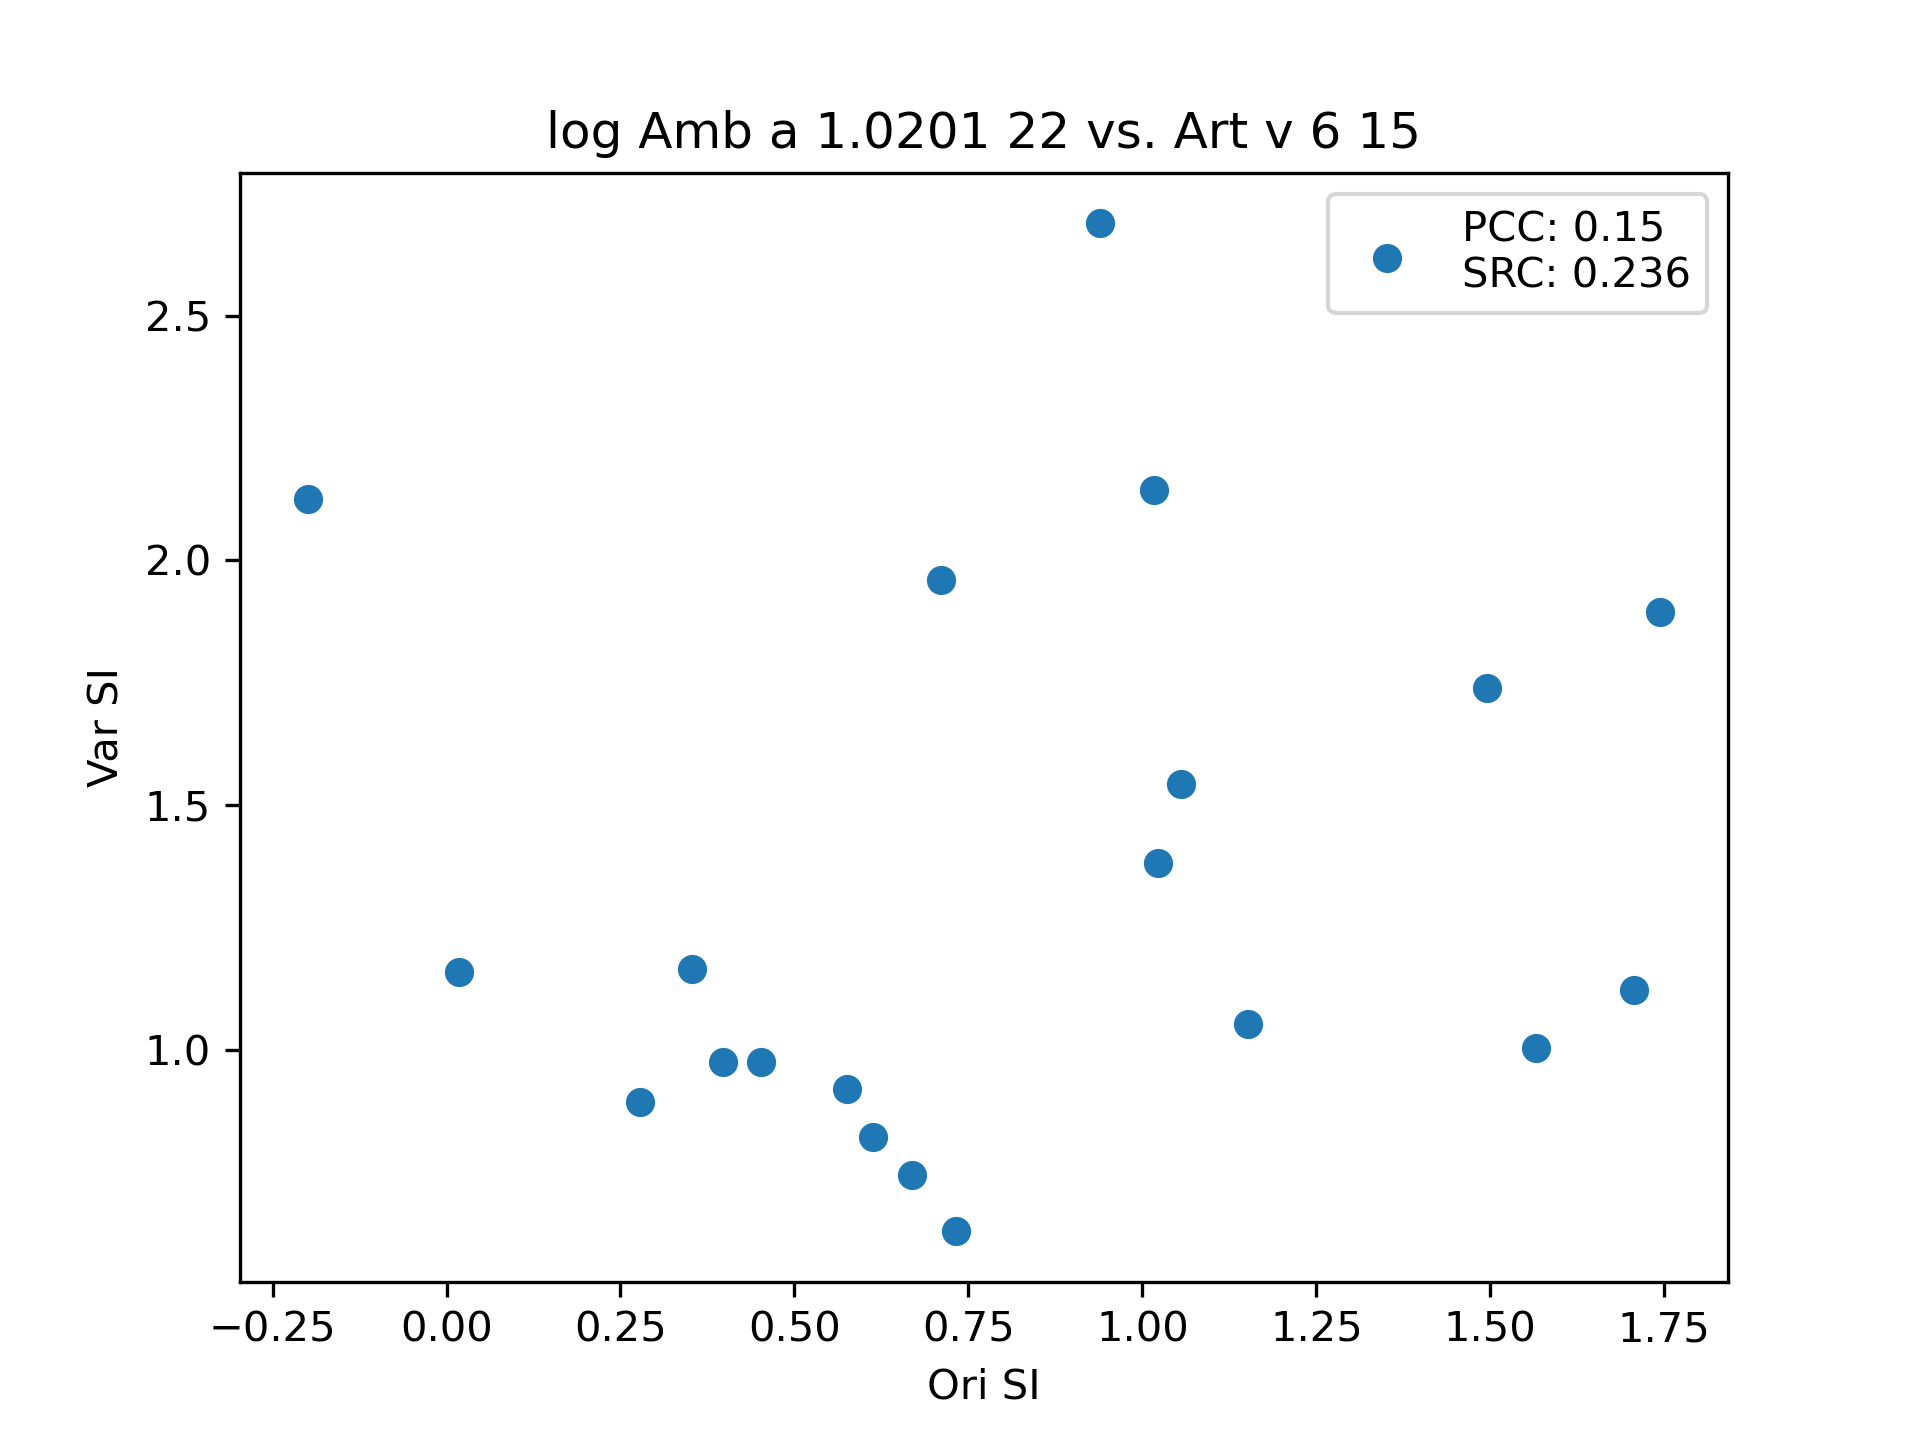 log Amb a 1.0201 22 vs. Art v 6 15
PCC: 0.15
SRC: 0.236
Var SI
2.5
2.0
1.5
1.0
−0.25 0.00 0.25 0.50 0.75 1.00 1.25 1.50 1.75
Ori SI